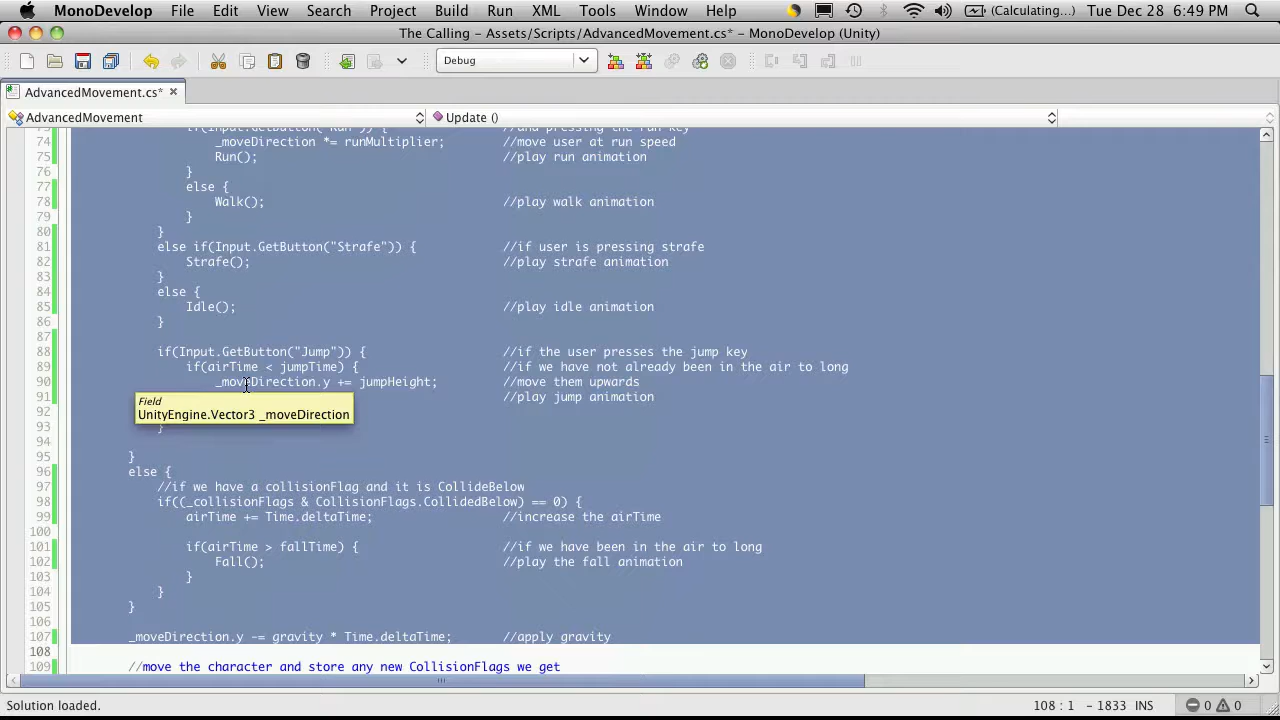 MonoDevelop File Edit View Search Project Build Run XML Tools Window Help (Calculating...) Tue Dec 28 6:49 PM
The Calling - Assets/Scripts/AdvancedMovement.cs* - MonoDevelop (Unity)
Debug
AdvancedMovement.cs*
AdvancedMovement Update ()
73 if(Input.GetButton("Run")) { //and pressing the run key
74 _moveDirection *= runMultiplier; //move user at run speed
75 Run(); //play run animation
76 }
77 else {
78 Walk(); //play walk animation
79 }
80 }
81 else if(Input.GetButton("Strafe")) { //if user is pressing strafe
82 Strafe(); //play strafe animation
83 }
84 else {
85 Idle(); //play idle animation
86 }
87
88 if(Input.GetButton("Jump")) { //if the user presses the jump key
89 if(airTime < jumpTime) { //if we have not already been in the air to long
90 _moveDirection.y += jumpHeight; //move them upwards
91 //play jump animation
Field
UnityEngine.Vector3 _moveDirection
92
93 }
94
95 }
96 else {
97 //if we have a collisionFlag and it is CollideBelow
98 if((_collisionFlags & CollisionFlags.CollidedBelow) == 0) {
99 airTime += Time.deltaTime; //increase the airTime
100
101 if(airTime > fallTime) { //if we have been in the air to long
102 Fall(); //play the fall animation
103 }
104 }
105 }
106
107 _moveDirection.y -= gravity * Time.deltaTime; //apply gravity
108
109 //move the character and store any new CollisionFlags we get
Solution loaded. 108 : 1 - 1833 INS 0 0